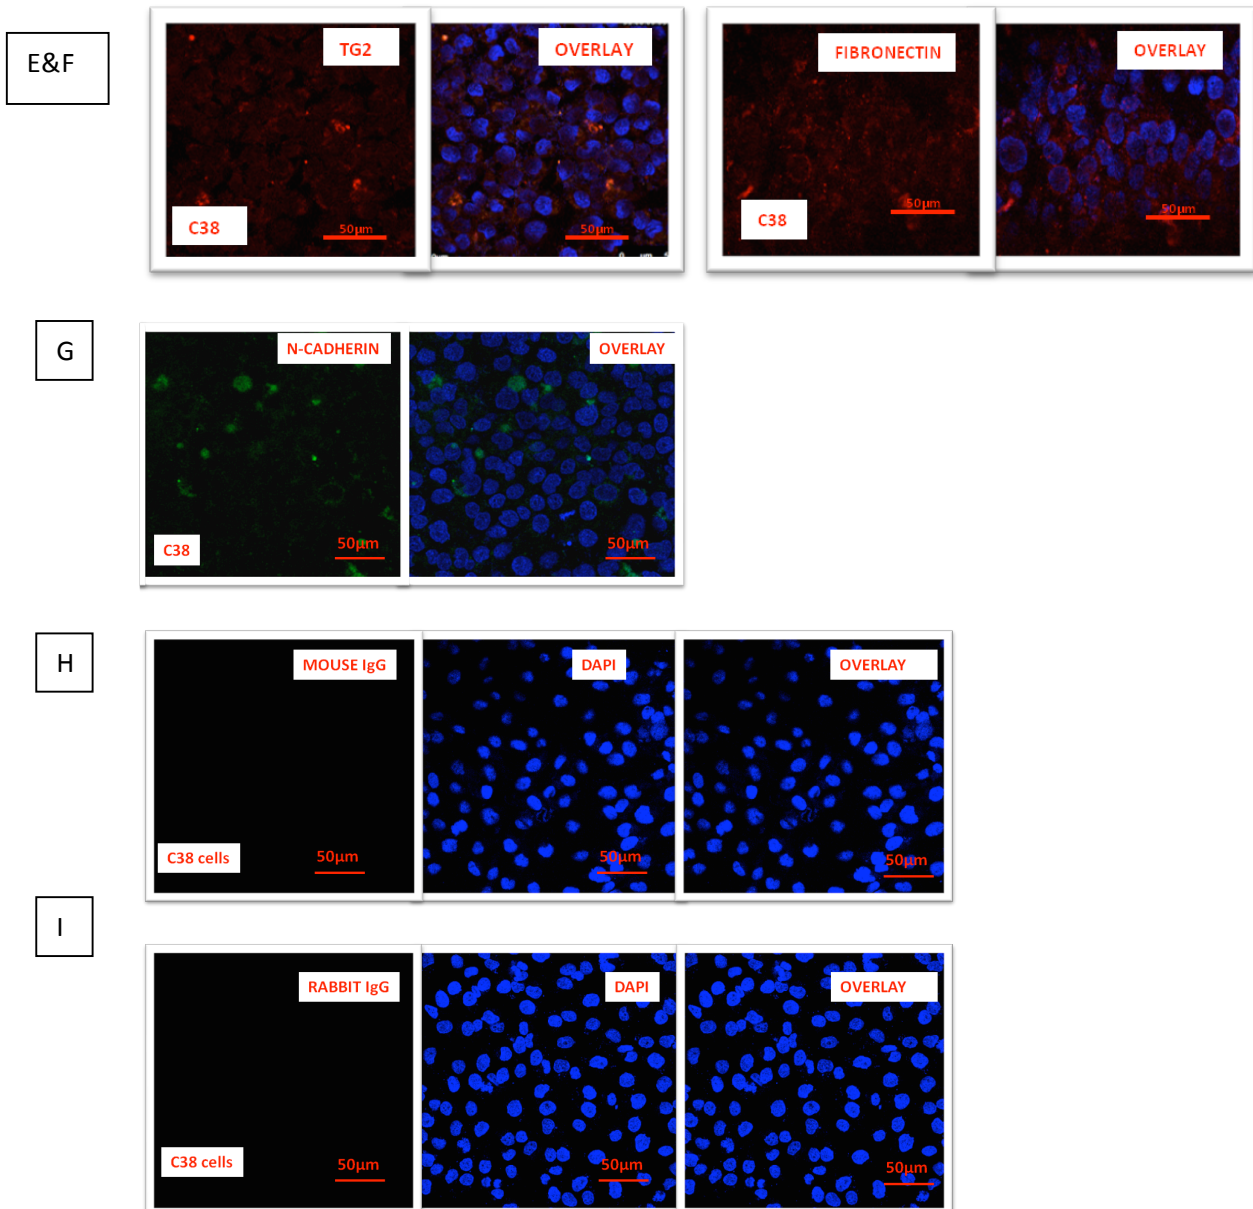 E&F
TG2
OVERLAY
C38
50µm
50µm
FIBRONECTIN
OVERLAY
C38
50µm
50µm
G
N-CADHERIN
OVERLAY
C38
50µm
50µm
H
MOUSE IgG
DAPI
OVERLAY
C38 cells
50µm
50µm
50µm
I
RABBIT IgG
DAPI
OVERLAY
C38 cells
50µm
50µm
50µm